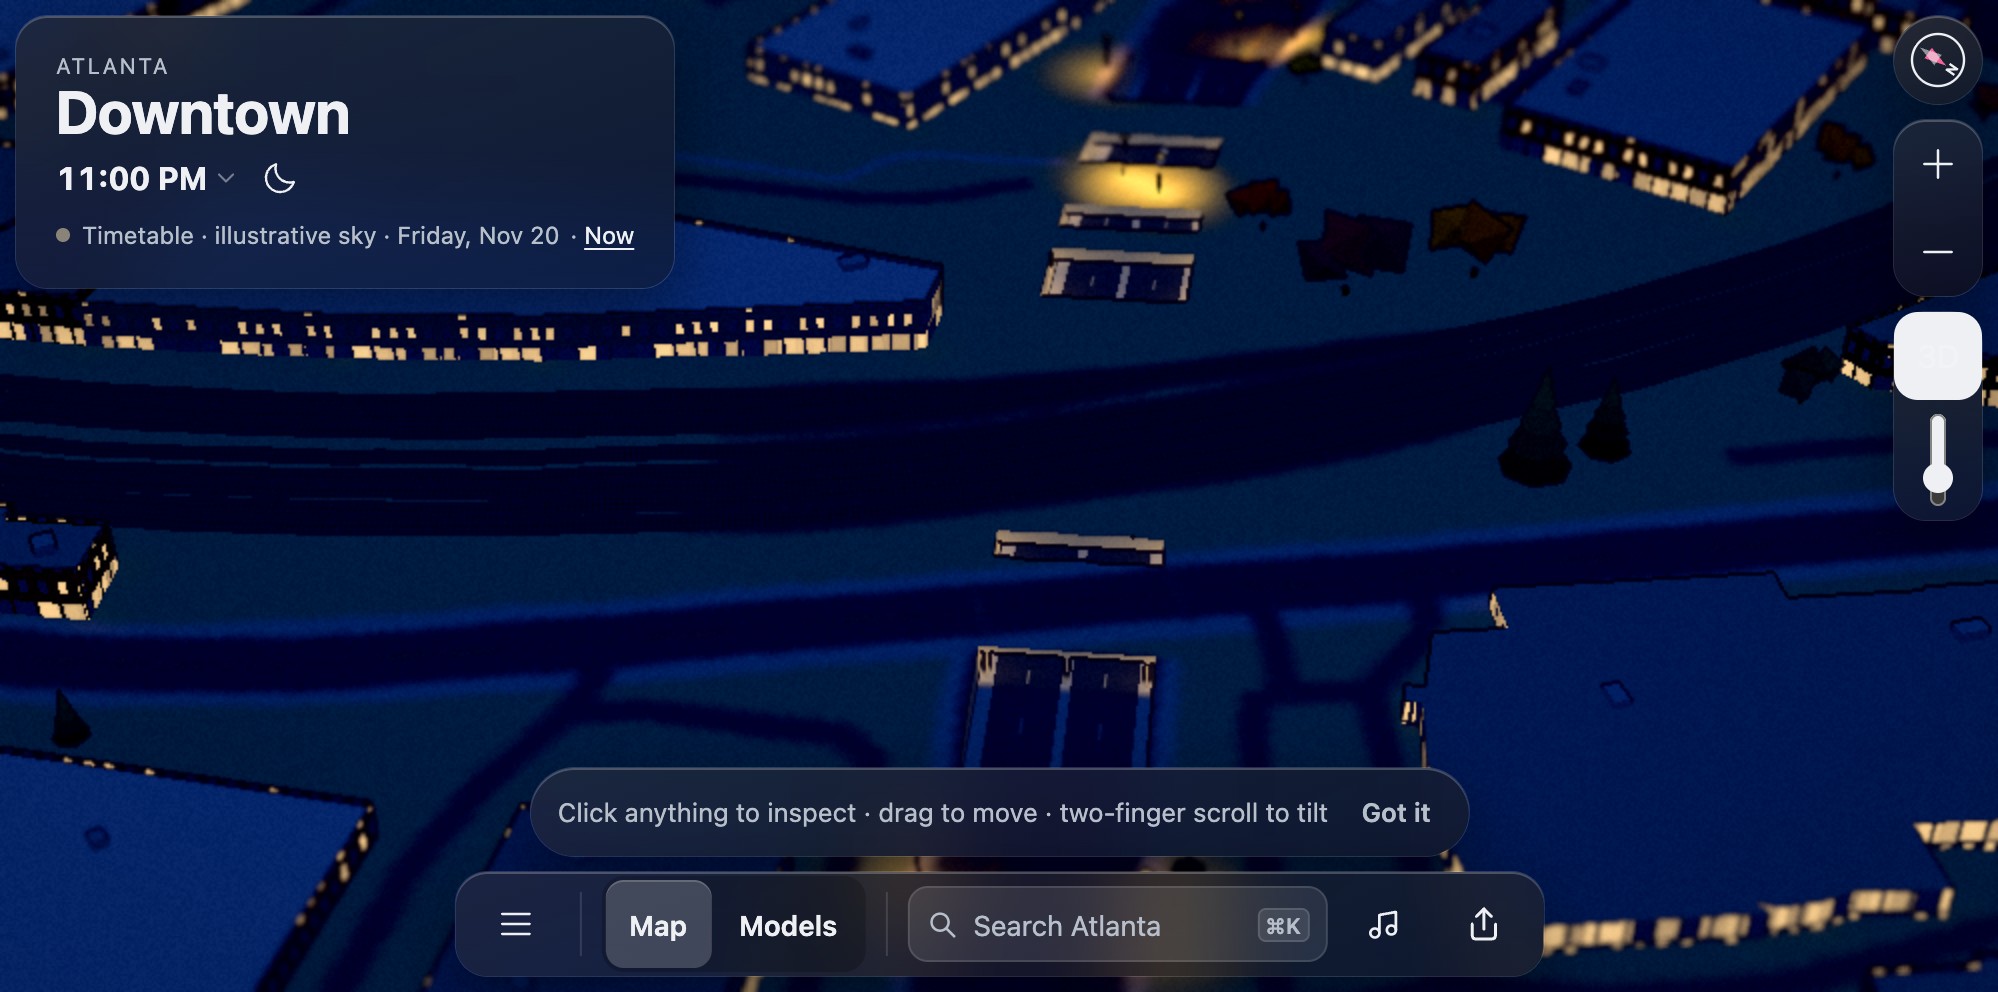 ATLANTA
Downtown
11:00 PM
Timetable · illustrative sky · Friday, Nov 20 · Now
N
3D
Click anything to inspect · drag to move · two-finger scroll to tilt Got it
Map Models Search Atlanta ⌘K